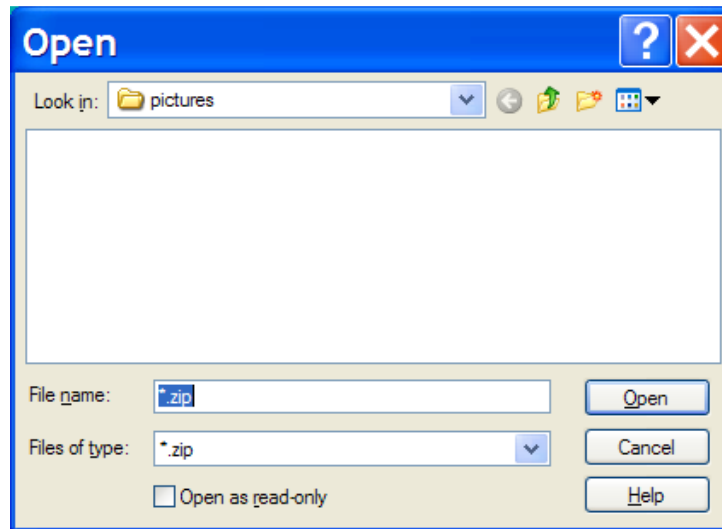 Open
Look in: pictures
File name: *.zip
Open
Files of type: *.zip
Cancel
Open as read-only
Help